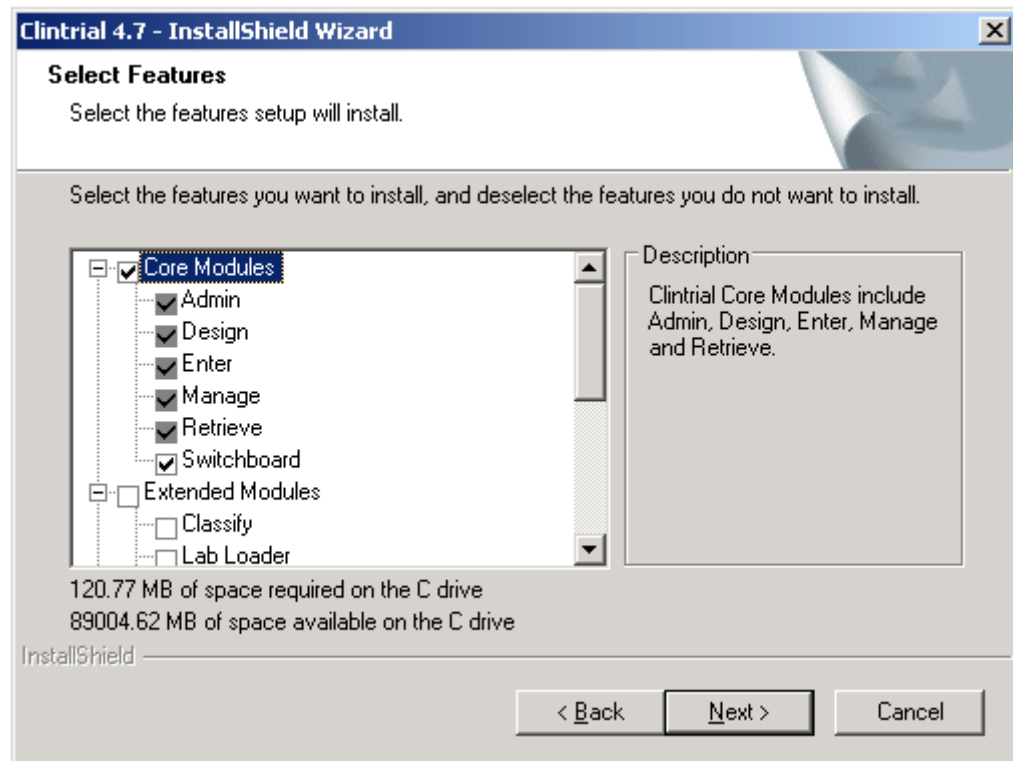 Clintrial 4.7 - InstallShield Wizard
Select Features
Select the features setup will install.
Select the features you want to install, and deselect the features you do not want to install.
Core Modules
Admin
Design
Enter
Manage
Retrieve
Switchboard
Extended Modules
Classify
Lab Loader
Description
Clintrial Core Modules include
Admin, Design, Enter, Manage
and Retrieve.
120.77 MB of space required on the C drive
89004.62 MB of space available on the C drive
InstallShield
< Back
Next >
Cancel